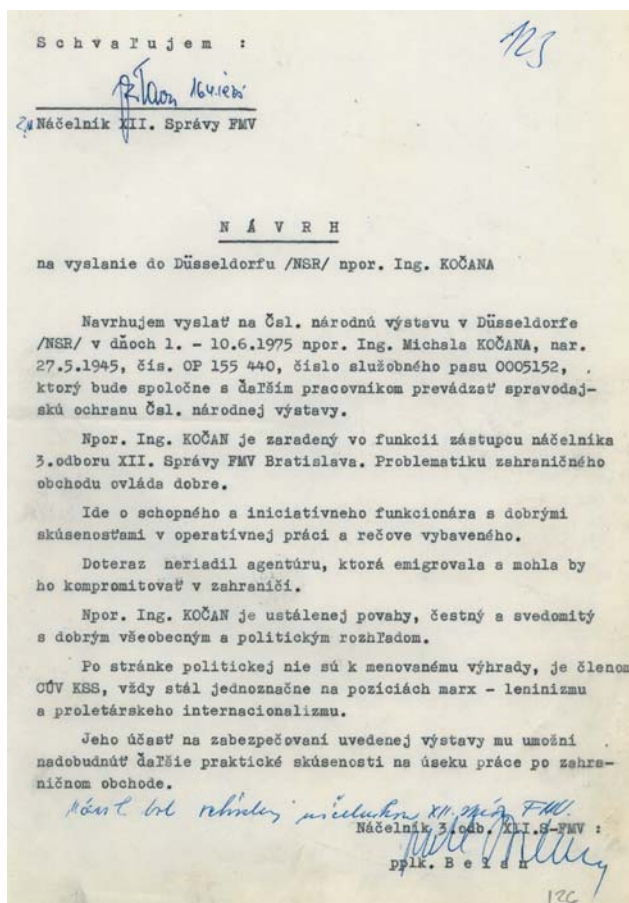 Schvaľujem :
123
16.4.1975
Náčelník XII. Správy FMV
NÁVRH
na vyslanie do Düsseldorfu /NSR/ npor. Ing. KOČANA
Navrhujem vyslať na Čsl. národnú výstavu v Düsseldorfe
/NSR/ v dňoch 1. - 10.6.1975 npor. Ing. Michala KOČANA, nar.
27.5.1945, čís. OP 155 440, číslo služobného pasu 0005152,
ktorý bude spoločne s ďaľším pracovníkom prevádzať spravodaj-
skú ochranu Čsl. národnej výstavy.
Npor. Ing. KOČAN je zaradený vo funkcii zástupcu náčelníka
3.odboru XII. Správy FMV Bratislava. Problematiku zahraničného
obchodu ovláda dobre.
Ide o schopného a iniciatívneho funkcionára s dobrými
skúsenosťami v operatívnej práci a rečove vybaveného.
Doteraz neriadil agentúru, ktorá emigrovala a mohla by
ho kompromitovať v zahraničí.
Npor. Ing. KOČAN je ustálenej povahy, čestný a svedomitý
s dobrým všeobecným a politickým rozhľadom.
Po stránke politickej nie sú k menovanému výhrady, je členom
CÚV KSS, vždy stál jednoznačne na pozíciách marx - leninizmu
a proletárskeho internacionalizmu.
Jeho účasť na zabezpečovaní uvedenej výstavy mu umožní
nadobudnúť ďaľšie praktické skúsenosti na úseku práce po zahra-
ničnom obchode.
XII. FMV.
Náčelník 3.odb. XII.S-FMV :
pplk. Belan
126